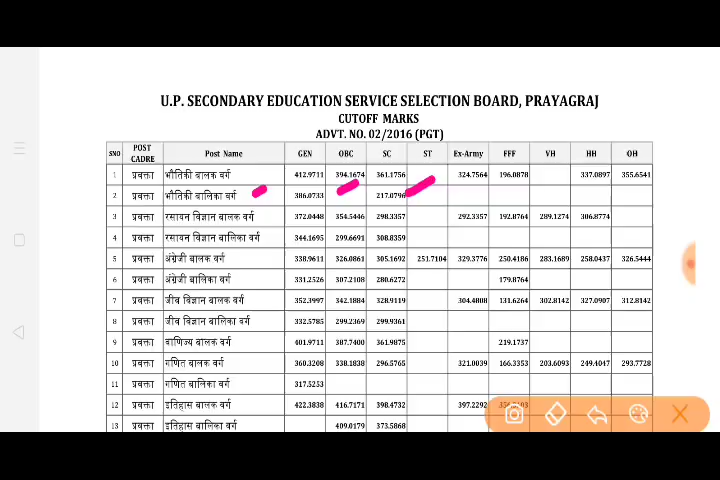 U.P. SECONDARY EDUCATION SERVICE SELECTION BOARD, PRAYAGRAJ
CUTOFF MARKS
ADVT. NO. 02/2016 (PGT)
SNO POST CADRE Post Name GEN OBC SC ST Ex-Army FFF VH HH OH
1 प्रवक्ता भौतिकी बालक वर्ग 412.9711 394.1674 361.1756 324.7564 196.0878 337.0897 355.6541
2 प्रवक्ता भौतिकी बालिका वर्ग 386.0733 217.0796
3 प्रवक्ता रसायन विज्ञान बालक वर्ग 372.0448 354.5446 298.3357 292.3357 192.8764 289.1274 306.8774
4 प्रवक्ता रसायन विज्ञान बालिका वर्ग 344.1695 299.6691 308.8359
5 प्रवक्ता अंग्रेजी बालक वर्ग 338.9611 326.0861 305.1692 251.7104 329.3776 250.4186 283.1689 258.0437 326.5444
6 प्रवक्ता अंग्रेजी बालिका वर्ग 331.2526 307.2108 280.6272 179.8764
7 प्रवक्ता जीव विज्ञान बालक वर्ग 352.3997 342.1884 328.9119 304.4808 131.6264 302.8142 327.0907 312.8142
8 प्रवक्ता जीव विज्ञान बालिका वर्ग 332.5785 299.2369 299.9361
9 प्रवक्ता वाणिज्य बालक वर्ग 401.9711 387.7400 361.9875 219.1737
10 प्रवक्ता गणित बालक वर्ग 360.3208 338.1838 296.5765 321.0039 166.3353 203.6093 249.4047 293.7728
11 प्रवक्ता गणित बालिका वर्ग 317.5253
12 प्रवक्ता इतिहास बालक वर्ग 422.3838 416.7171 398.4732 397.2292
13 प्रवक्ता इतिहास बालिका वर्ग 409.0179 373.5868